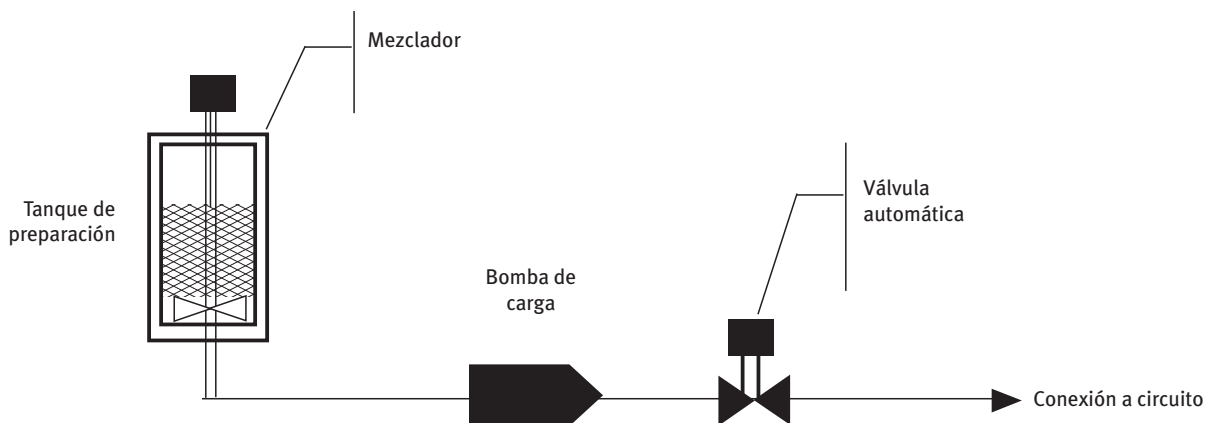 Mezclador
Tanque de
preparación
Válvula
automática
Bomba de
carga
Conexión a circuito